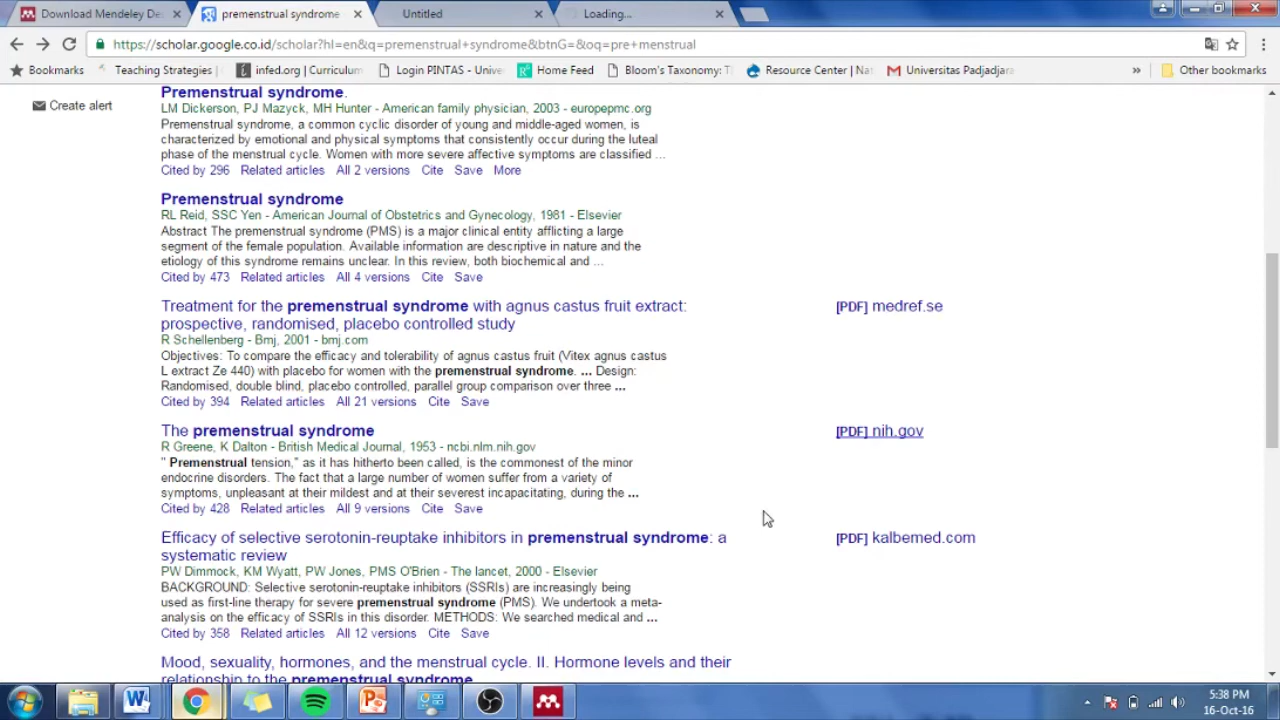 Download Mendeley De
premenstrual syndrome
Untitled
Loading...
https://scholar.google.co.id/scholar?hl=en&q=premenstrual+syndrome&btnG=&oq=pre+menstrual
Bookmarks
Teaching Strategies
infed.org | Curriculum
Login PINTAS - Unive
Home Feed
Bloom's Taxonomy: T
Resource Center | Nat
Universitas Padjadjara
»
Other bookmarks
Create alert
Premenstrual syndrome.
LM Dickerson, PJ Mazyck, MH Hunter - American family physician, 2003 - europepmc.org
Premenstrual syndrome, a common cyclic disorder of young and middle-aged women, is
characterized by emotional and physical symptoms that consistently occur during the luteal
phase of the menstrual cycle. Women with more severe affective symptoms are classified ...
Cited by 296 Related articles All 2 versions Cite Save More
Premenstrual syndrome
RL Reid, SSC Yen - American Journal of Obstetrics and Gynecology, 1981 - Elsevier
Abstract The premenstrual syndrome (PMS) is a major clinical entity afflicting a large
segment of the female population. Available information are descriptive in nature and the
etiology of this syndrome remains unclear. In this review, both biochemical and ...
Cited by 473 Related articles All 4 versions Cite Save
Treatment for the premenstrual syndrome with agnus castus fruit extract:
prospective, randomised, placebo controlled study
[PDF] medref.se
R Schellenberg - Bmj, 2001 - bmj.com
Objectives: To compare the efficacy and tolerability of agnus castus fruit (Vitex agnus castus
L extract Ze 440) with placebo for women with the premenstrual syndrome. ... Design:
Randomised, double blind, placebo controlled, parallel group comparison over three ...
Cited by 394 Related articles All 21 versions Cite Save
The premenstrual syndrome
[PDF] nih.gov
R Greene, K Dalton - British Medical Journal, 1953 - ncbi.nlm.nih.gov
" Premenstrual tension," as it has hitherto been called, is the commonest of the minor
endocrine disorders. The fact that a large number of women suffer from a variety of
symptoms, unpleasant at their mildest and at their severest incapacitating, during the ...
Cited by 428 Related articles All 9 versions Cite Save
Efficacy of selective serotonin-reuptake inhibitors in premenstrual syndrome: a
systematic review
[PDF] kalbemed.com
PW Dimmock, KM Wyatt, PW Jones, PMS O'Brien - The lancet, 2000 - Elsevier
BACKGROUND: Selective serotonin-reuptake inhibitors (SSRIs) are increasingly being
used as first-line therapy for severe premenstrual syndrome (PMS). We undertook a meta-
analysis on the efficacy of SSRIs in this disorder. METHODS: We searched medical and ...
Cited by 358 Related articles All 12 versions Cite Save
Mood, sexuality, hormones, and the menstrual cycle. II. Hormone levels and their
relationship to the premenstrual syndrome
5:38 PM
16-Oct-16